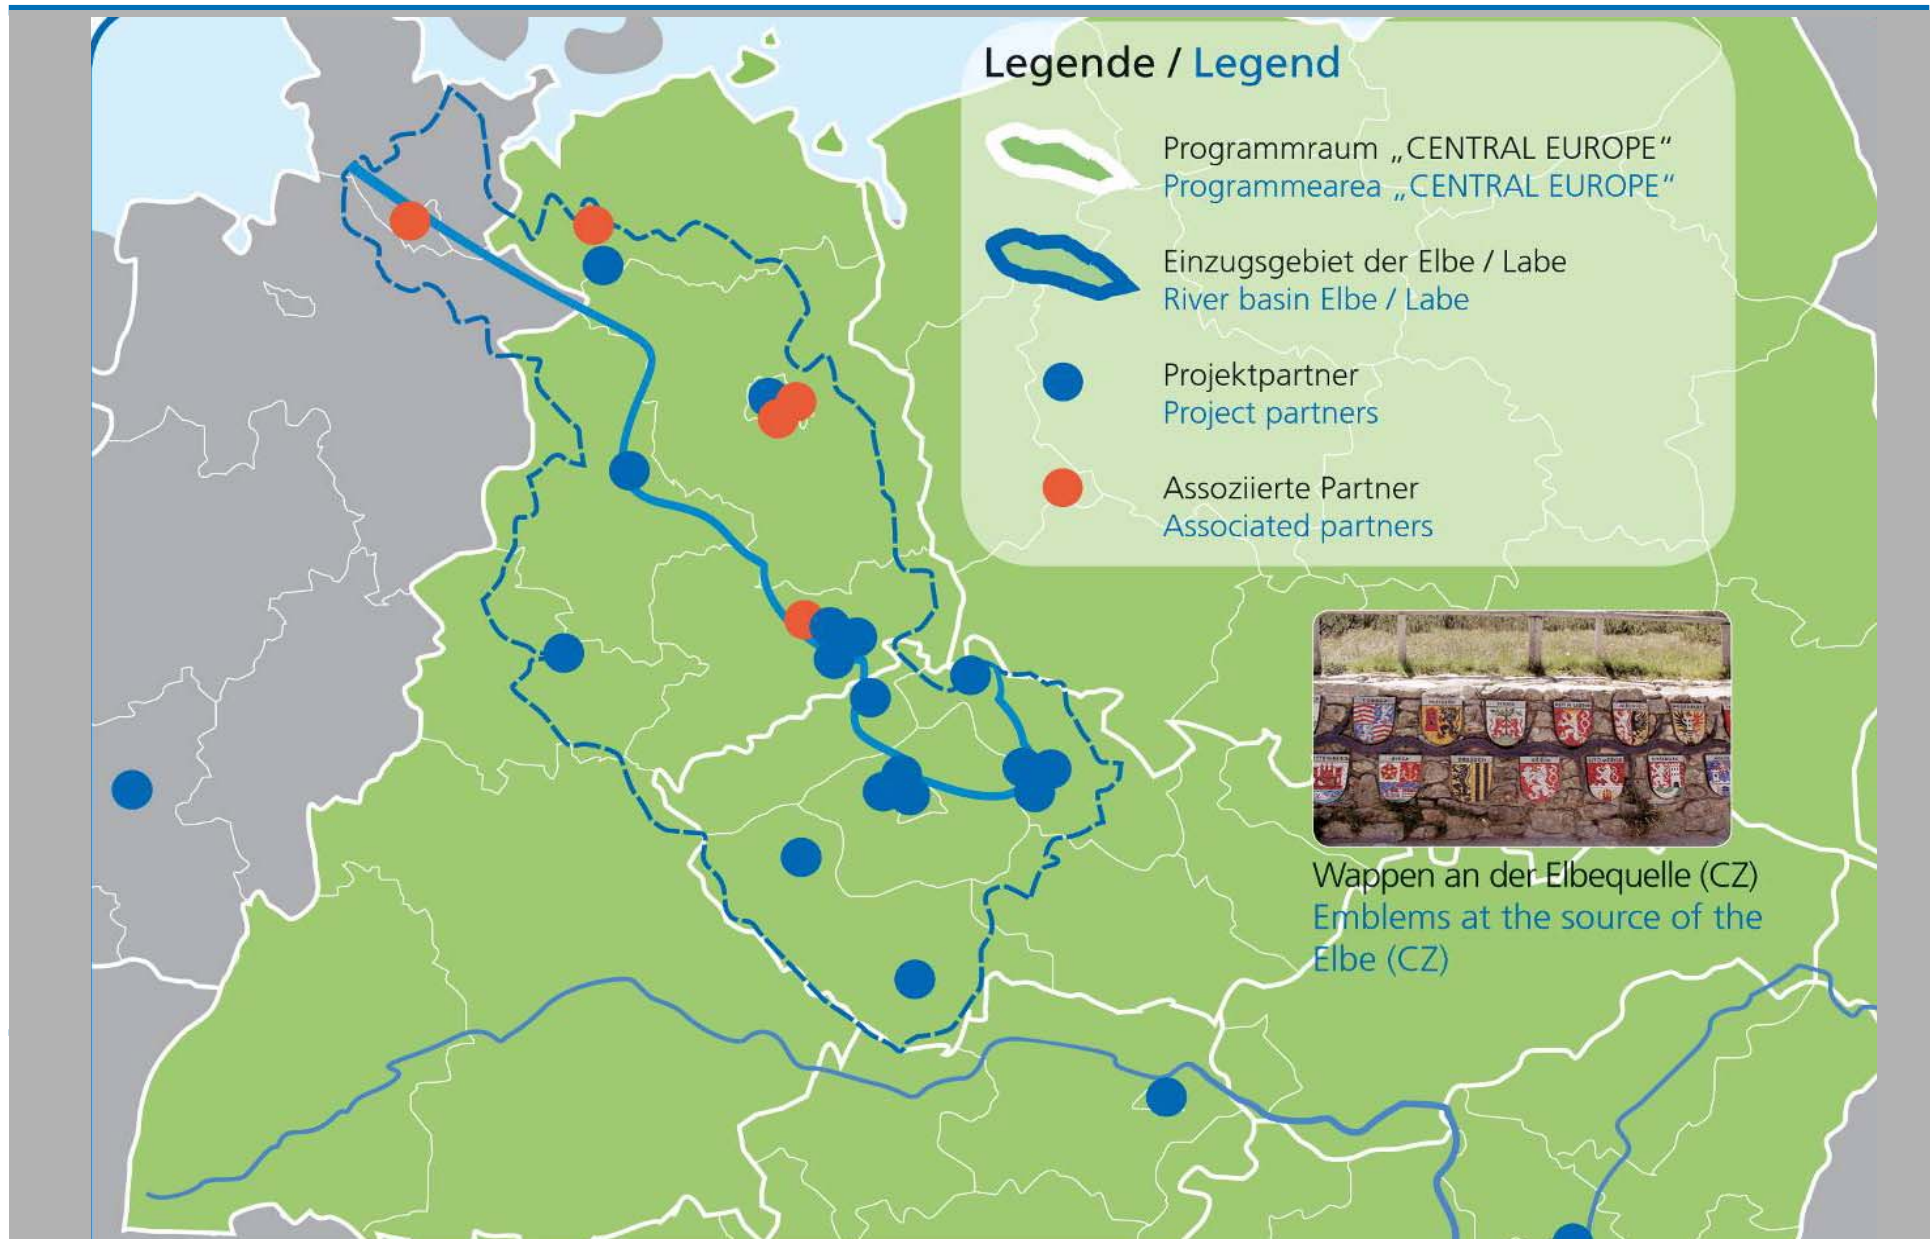 Legende / Legend
Programmraum „CENTRAL EUROPE“
Programmearea „CENTRAL EUROPE“
Einzugsgebiet der Elbe / Labe
River basin Elbe / Labe
Projektpartner
Project partners
Assoziierte Partner
Associated partners
Wappen an der Elbequelle (CZ)
Emblems at the source of the
Elbe (CZ)